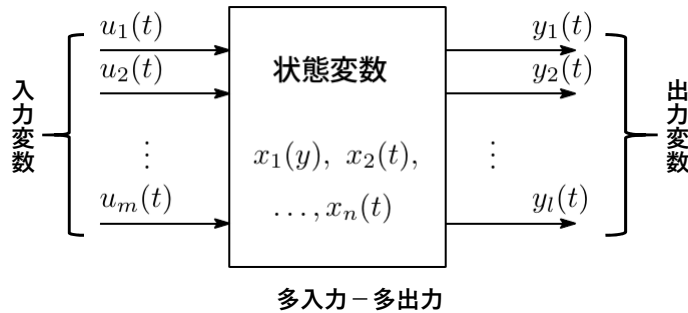 u₁(t)
u₂(t)
⋮
uₘ(t)
入力変数
状態変数
x₁(y), x₂(t),
…,xₙ(t)
y₁(t)
y₂(t)
⋮
yₗ(t)
出力変数
多入力−多出力